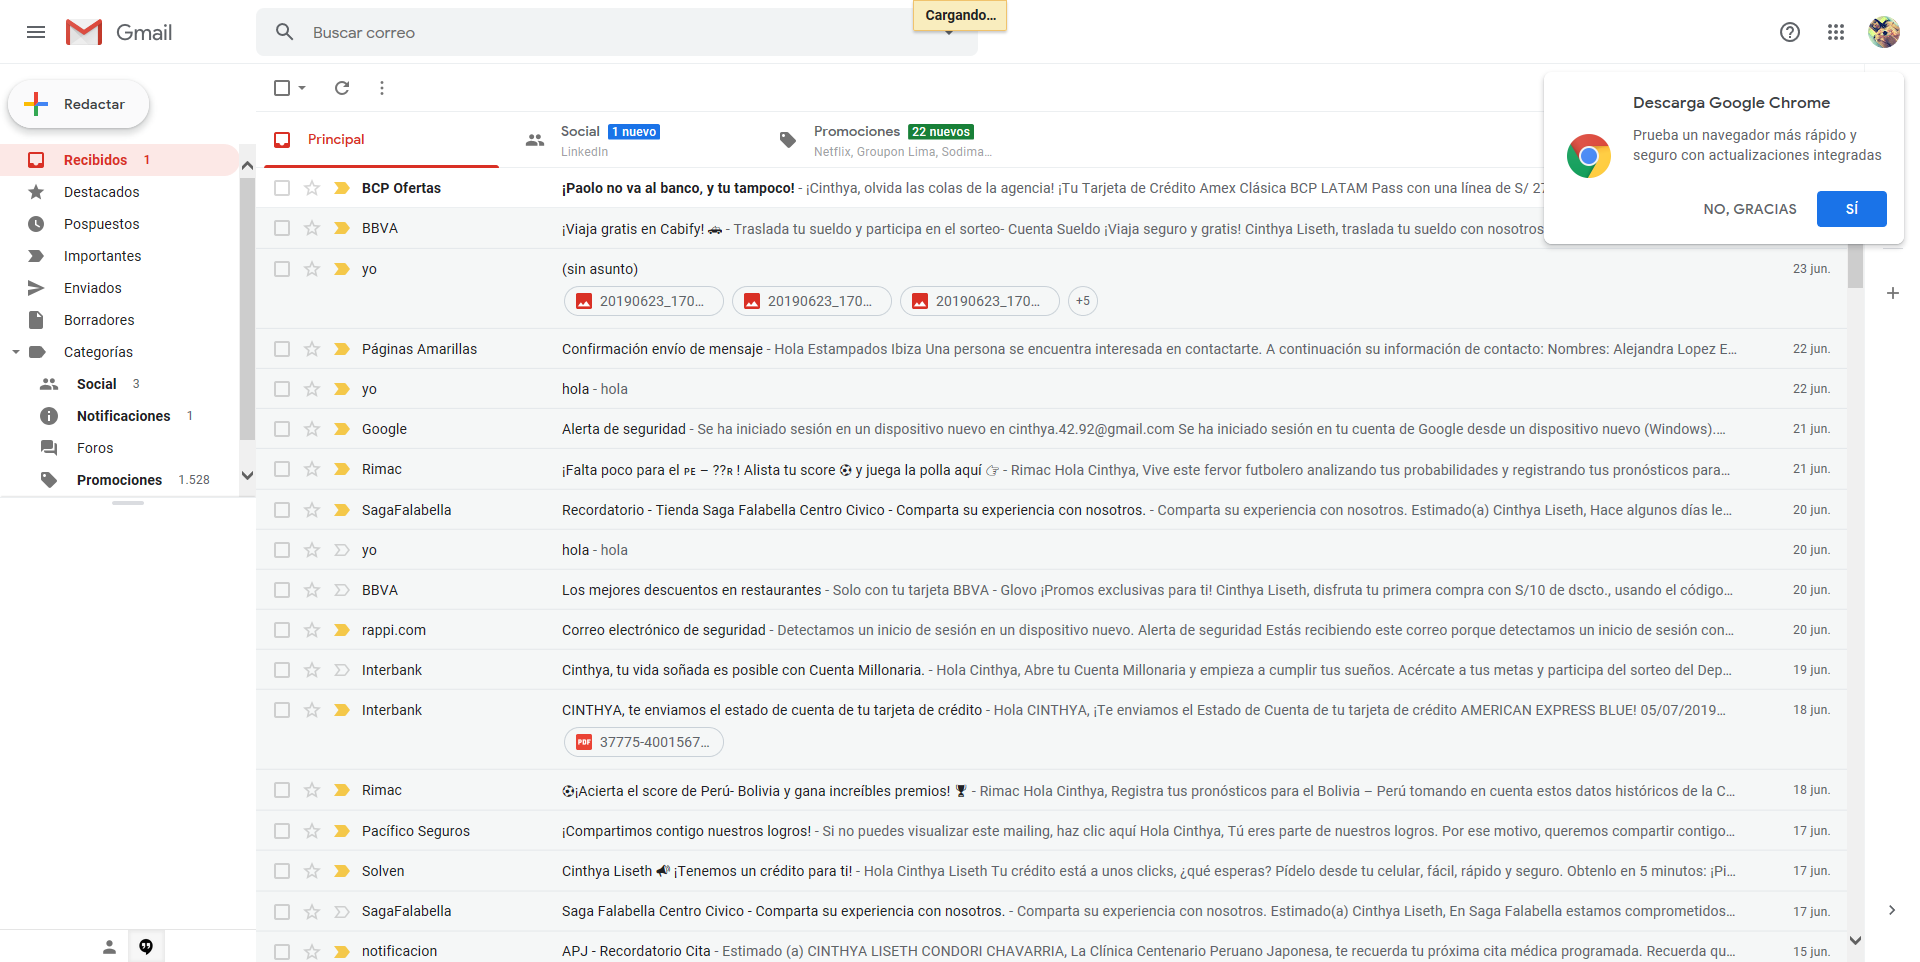 Gmail
Buscar correo
Cargando...
Redactar
Recibidos 1
Destacados
Pospuestos
Importantes
Enviados
Borradores
Categorías
Social 3
Notificaciones 1
Foros
Promociones 1.528
Principal
Social 1 nuevo
LinkedIn
Promociones 22 nuevos
Netflix, Groupon Lima, Sodima...
Descarga Google Chrome
Prueba un navegador más rápido y
seguro con actualizaciones integradas
NO, GRACIAS SÍ
BCP Ofertas ¡Paolo no va al banco, y tu tampoco! - ¡Cinthya, olvida las colas de la agencia! ¡Tu Tarjeta de Crédito Amex Clásica BCP LATAM Pass con una línea de S/ 27
BBVA ¡Viaja gratis en Cabify! 🚓 - Traslada tu sueldo y participa en el sorteo- Cuenta Sueldo ¡Viaja seguro y gratis! Cinthya Liseth, traslada tu sueldo con nosotros
yo (sin asunto) 23 jun.
20190623_170... 20190623_170... 20190623_170... +5
Páginas Amarillas Confirmación envío de mensaje - Hola Estampados Ibiza Una persona se encuentra interesada en contactarte. A continuación su información de contacto: Nombres: Alejandra Lopez E... 22 jun.
yo hola - hola 22 jun.
Google Alerta de seguridad - Se ha iniciado sesión en un dispositivo nuevo en cinthya.42.92@gmail.com Se ha iniciado sesión en tu cuenta de Google desde un dispositivo nuevo (Windows).... 21 jun.
Rimac ¡Falta poco para el ᴘᴇ – ??ʀ ! Alista tu score ⚽ y juega la polla aquí 👉 - Rimac Hola Cinthya, Vive este fervor futbolero analizando tus probabilidades y registrando tus pronósticos para... 21 jun.
SagaFalabella Recordatorio - Tienda Saga Falabella Centro Civico - Comparta su experiencia con nosotros. - Comparta su experiencia con nosotros. Estimado(a) Cinthya Liseth, Hace algunos días le... 20 jun.
yo hola - hola 20 jun.
BBVA Los mejores descuentos en restaurantes - Solo con tu tarjeta BBVA - Glovo ¡Promos exclusivas para ti! Cinthya Liseth, disfruta tu primera compra con S/10 de dscto., usando el código... 20 jun.
rappi.com Correo electrónico de seguridad - Detectamos un inicio de sesión en un dispositivo nuevo. Alerta de seguridad Estás recibiendo este correo porque detectamos un inicio de sesión con... 20 jun.
Interbank Cinthya, tu vida soñada es posible con Cuenta Millonaria. - Hola Cinthya, Abre tu Cuenta Millonaria y empieza a cumplir tus sueños. Acércate a tus metas y participa del sorteo del Dep... 19 jun.
Interbank CINTHYA, te enviamos el estado de cuenta de tu tarjeta de crédito - Hola CINTHYA, ¡Te enviamos el Estado de Cuenta de tu tarjeta de crédito AMERICAN EXPRESS BLUE! 05/07/2019... 18 jun.
PDF 37775-4001567...
Rimac ⚽¡Acierta el score de Perú- Bolivia y gana increíbles premios! 🏆 - Rimac Hola Cinthya, Registra tus pronósticos para el Bolivia – Perú tomando en cuenta estos datos históricos de la C... 18 jun.
Pacífico Seguros ¡Compartimos contigo nuestros logros! - Si no puedes visualizar este mailing, haz clic aquí Hola Cinthya, Tú eres parte de nuestros logros. Por ese motivo, queremos compartir contigo... 17 jun.
Solven Cinthya Liseth 📢 ¡Tenemos un crédito para ti! - Hola Cinthya Liseth Tu crédito está a unos clicks, ¿qué esperas? Pídelo desde tu celular, fácil, rápido y seguro. Obtenlo en 5 minutos: ¡Pi... 17 jun.
SagaFalabella Saga Falabella Centro Civico - Comparta su experiencia con nosotros. - Comparta su experiencia con nosotros. Estimado(a) Cinthya Liseth, En Saga Falabella estamos comprometidos... 17 jun.
notificacion APJ - Recordatorio Cita - Estimado (a) CINTHYA LISETH CONDORI CHAVARRIA, La Clínica Centenario Peruano Japonesa, te recuerda tu próxima cita médica programada. Recuerda qu... 15 jun.